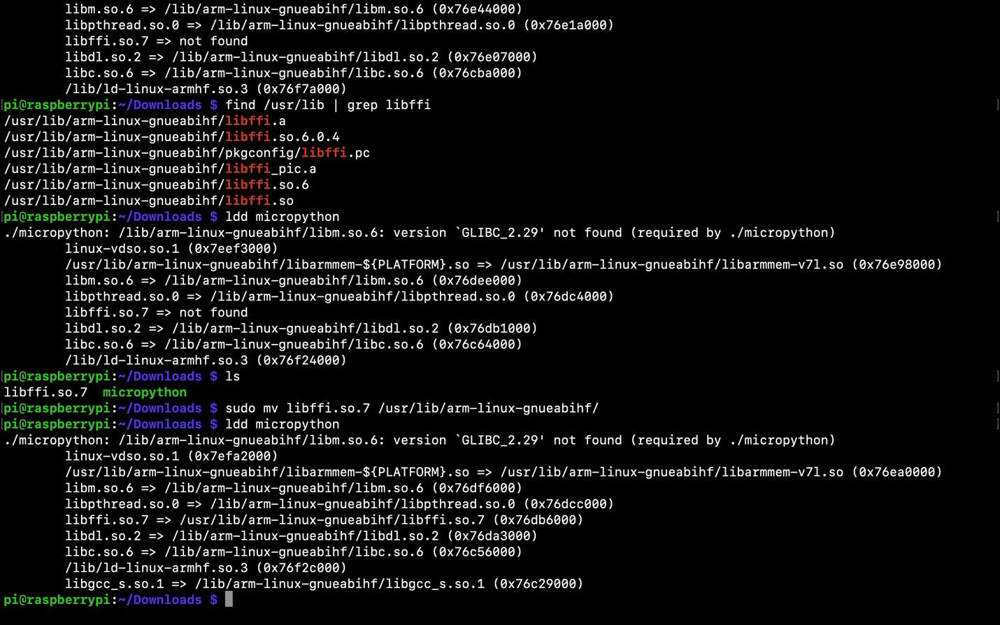 libm.so.6 => /lib/arm-linux-gnueabihf/libm.so.6 (0x76e44000)
libpthread.so.0 => /lib/arm-linux-gnueabihf/libpthread.so.0 (0x76e1a000)
libffi.so.7 => not found
libdl.so.2 => /lib/arm-linux-gnueabihf/libdl.so.2 (0x76e07000)
libc.so.6 => /lib/arm-linux-gnueabihf/libc.so.6 (0x76cba000)
/lib/ld-linux-armhf.so.3 (0x76f7a000)
[pi@raspberrypi:~/Downloads $ find /usr/lib | grep libffi ]
/usr/lib/arm-linux-gnueabihf/libffi.a
/usr/lib/arm-linux-gnueabihf/libffi.so.6.0.4
/usr/lib/arm-linux-gnueabihf/pkgconfig/libffi.pc
/usr/lib/arm-linux-gnueabihf/libffi_pic.a
/usr/lib/arm-linux-gnueabihf/libffi.so.6
/usr/lib/arm-linux-gnueabihf/libffi.so
[pi@raspberrypi:~/Downloads $ ldd micropython ]
./micropython: /lib/arm-linux-gnueabihf/libm.so.6: version `GLIBC_2.29' not found (required by ./micropython)
linux-vdso.so.1 (0x7eef3000)
/usr/lib/arm-linux-gnueabihf/libarmmem-${PLATFORM}.so => /usr/lib/arm-linux-gnueabihf/libarmmem-v7l.so (0x76e98000)
libm.so.6 => /lib/arm-linux-gnueabihf/libm.so.6 (0x76dee000)
libpthread.so.0 => /lib/arm-linux-gnueabihf/libpthread.so.0 (0x76dc4000)
libffi.so.7 => not found
libdl.so.2 => /lib/arm-linux-gnueabihf/libdl.so.2 (0x76db1000)
libc.so.6 => /lib/arm-linux-gnueabihf/libc.so.6 (0x76c64000)
/lib/ld-linux-armhf.so.3 (0x76f24000)
[pi@raspberrypi:~/Downloads $ ls ]
libffi.so.7 micropython
[pi@raspberrypi:~/Downloads $ sudo mv libffi.so.7 /usr/lib/arm-linux-gnueabihf/ ]
[pi@raspberrypi:~/Downloads $ ldd micropython ]
./micropython: /lib/arm-linux-gnueabihf/libm.so.6: version `GLIBC_2.29' not found (required by ./micropython)
linux-vdso.so.1 (0x7efa2000)
/usr/lib/arm-linux-gnueabihf/libarmmem-${PLATFORM}.so => /usr/lib/arm-linux-gnueabihf/libarmmem-v7l.so (0x76ea0000)
libm.so.6 => /lib/arm-linux-gnueabihf/libm.so.6 (0x76df6000)
libpthread.so.0 => /lib/arm-linux-gnueabihf/libpthread.so.0 (0x76dcc000)
libffi.so.7 => /usr/lib/arm-linux-gnueabihf/libffi.so.7 (0x76db6000)
libdl.so.2 => /lib/arm-linux-gnueabihf/libdl.so.2 (0x76da3000)
libc.so.6 => /lib/arm-linux-gnueabihf/libc.so.6 (0x76c56000)
/lib/ld-linux-armhf.so.3 (0x76f2c000)
libgcc_s.so.1 => /lib/arm-linux-gnueabihf/libgcc_s.so.1 (0x76c29000)
pi@raspberrypi:~/Downloads $